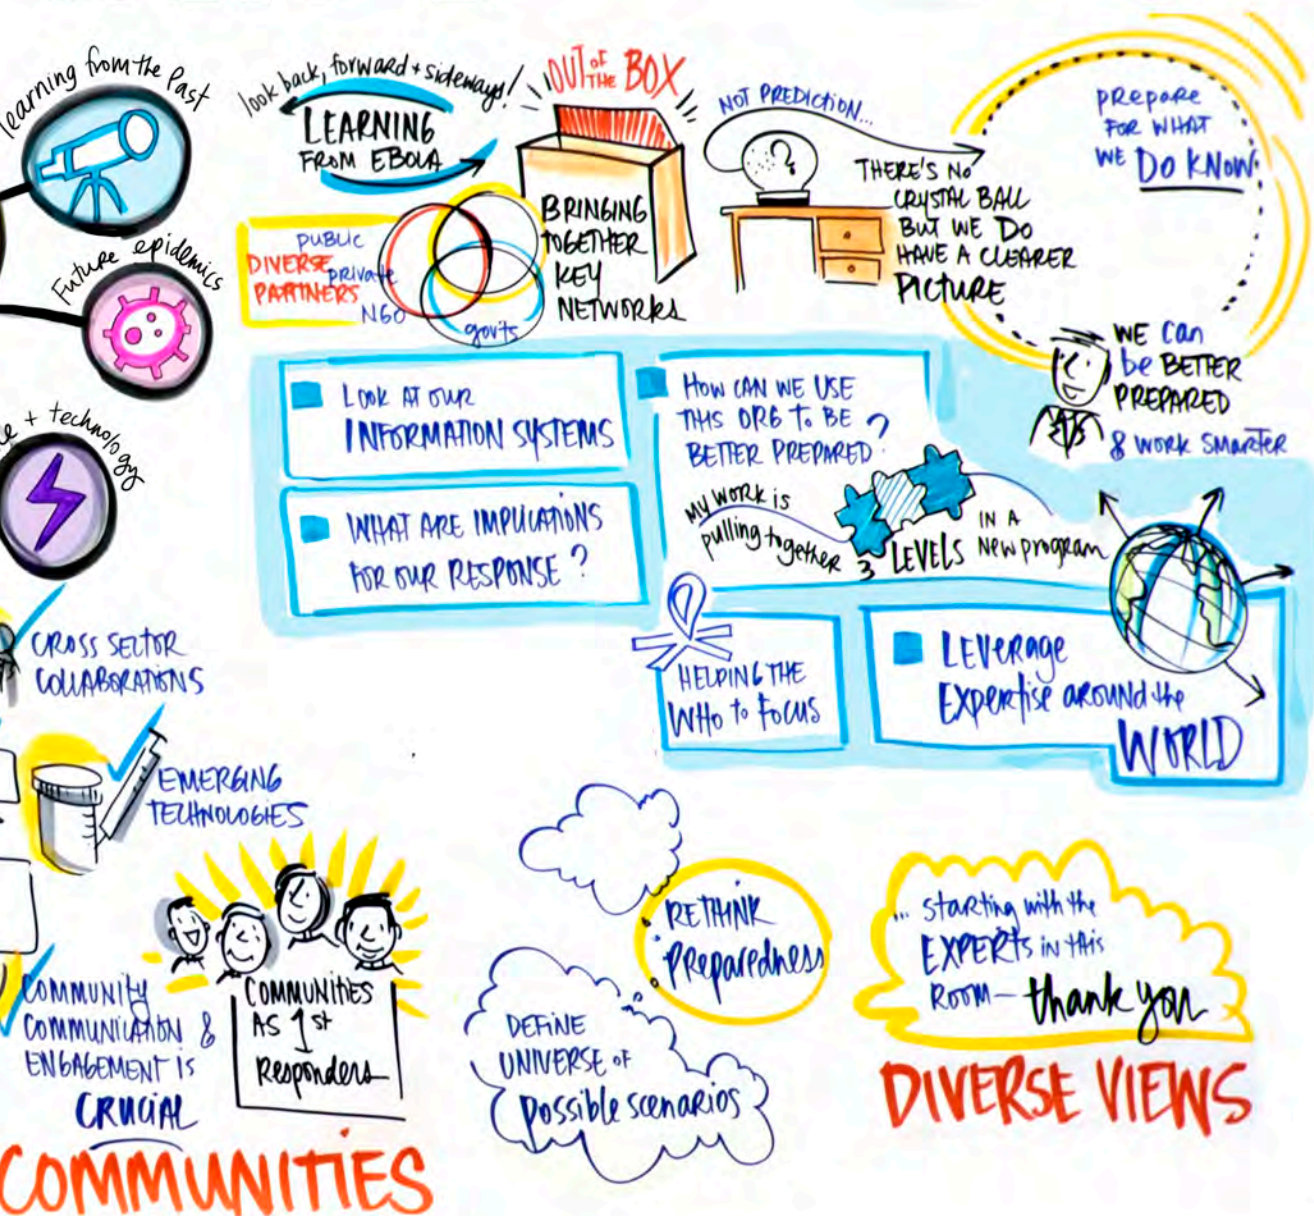 learning from the Past
Future epidemics
+ technology
look back, forward + sideways!
LEARNING
FROM EBOLA
OUT OF THE BOX
BRINGING
TOGETHER
KEY
NETWORKS
PUBLIC
DIVERSE
private
PARTNERS
NGO
gov'ts
NOT PREDICTION...
?
THERE'S NO
CRYSTAL BALL
BUT WE DO
HAVE A CLEARER
PICTURE
prepare
FOR WHAT
WE DO KNOW
WE can
be BETTER
PREPARED
& WORK SMARTER
LOOK AT OUR
INFORMATION SYSTEMS
WHAT ARE IMPLICATIONS
FOR OUR RESPONSE?
HOW CAN WE USE
THIS ORG TO BE
BETTER PREPARED?
MY WORK is
pulling together
3 LEVELS
IN A
New program
HELPING THE
WHO to FOCUS
LEVERAGE
EXPERTISE AROUND the
WORLD
CROSS SECTOR
COLLABORATIONS
EMERGING
TECHNOLOGIES
COMMUNITY
COMMUNICATION &
ENGAGEMENT is
CRUCIAL
COMMUNITIES
AS 1st
Responders
COMMUNITIES
RETHINK
Preparedness
DEFINE
UNIVERSE OF
possible scenarios
... starting with the
EXPERTS IN this
ROOM — thank you
DIVERSE VIEWS